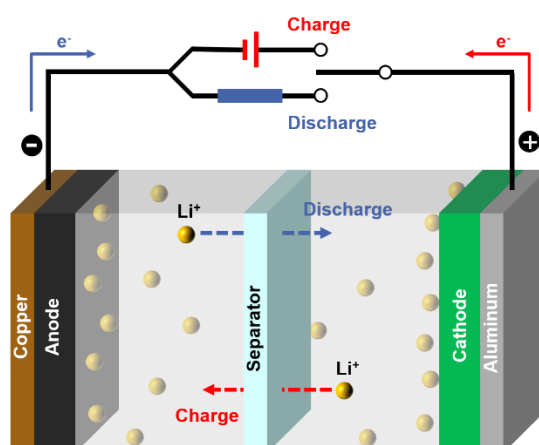 Charge
e⁻
e⁻
Discharge
−
+
Li⁺
Discharge
Copper
Anode
Separator
Cathode
Aluminum
Li⁺
Charge